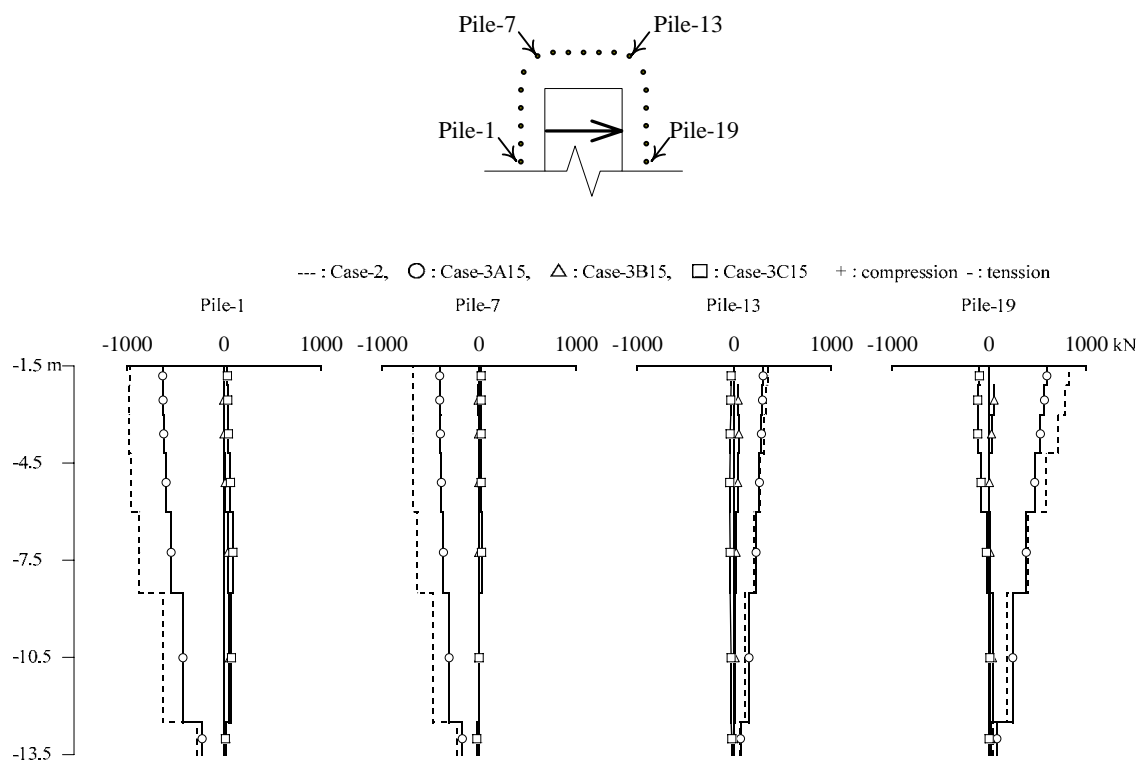 Pile-7 Pile-13
Pile-1 Pile-19
--- : Case-2, ○ : Case-3A15, △ : Case-3B15, □ : Case-3C15 + : compression - : tenssion
Pile-1 Pile-7 Pile-13 Pile-19
-1000 0 1000 -1000 0 1000 -1000 0 1000 -1000 0 1000 kN
-1.5 m
-4.5
-7.5
-10.5
-13.5